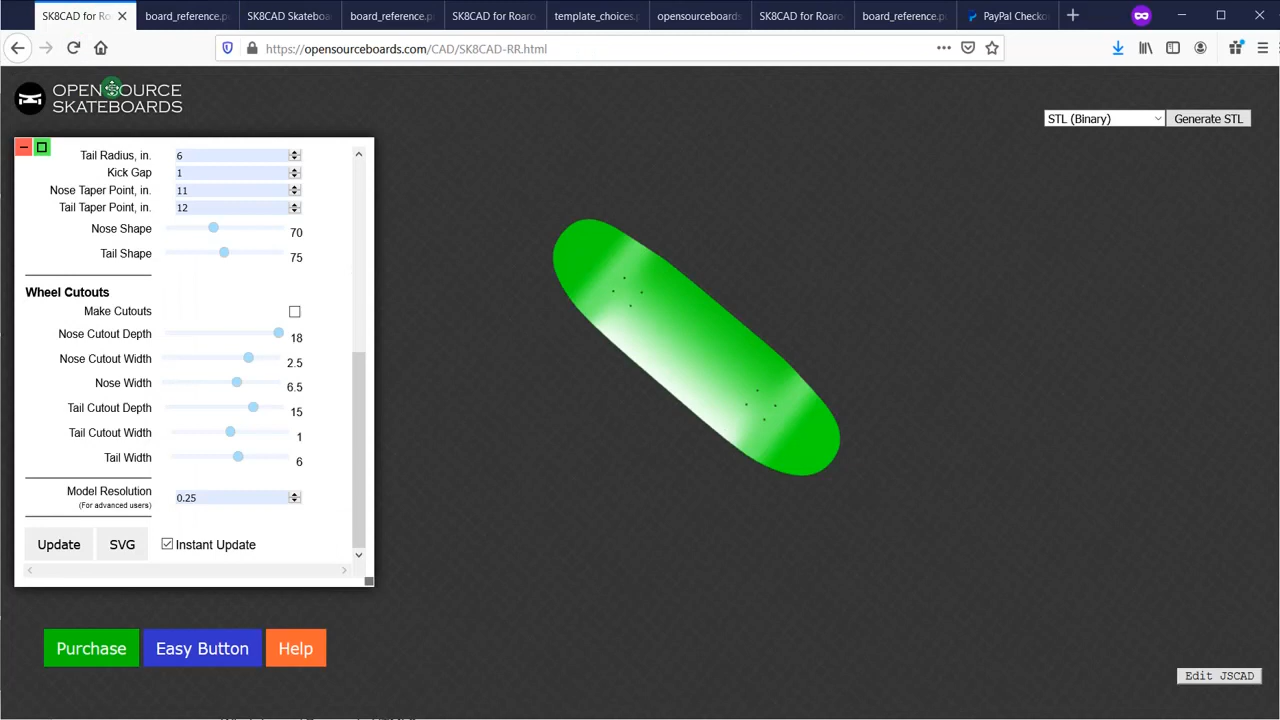 SK8CAD for Ro
board_reference.p
SK8CAD Skateboa
board_reference.p
SK8CAD for Roaro
template_choices.
opensourceboards
SK8CAD for Roaro
board_reference.p
PayPal Checko
https://opensourceboards.com/CAD/SK8CAD-RR.html
OPEN SOURCE
SKATEBOARDS
STL (Binary)
Generate STL
Tail Radius, in. 6
Kick Gap 1
Nose Taper Point, in. 11
Tail Taper Point, in. 12
Nose Shape 70
Tail Shape 75
Wheel Cutouts
Make Cutouts
Nose Cutout Depth 18
Nose Cutout Width 2.5
Nose Width 6.5
Tail Cutout Depth 15
Tail Cutout Width 1
Tail Width 6
Model Resolution 0.25
(For advanced users)
Update SVG Instant Update
Purchase Easy Button Help
Edit JSCAD